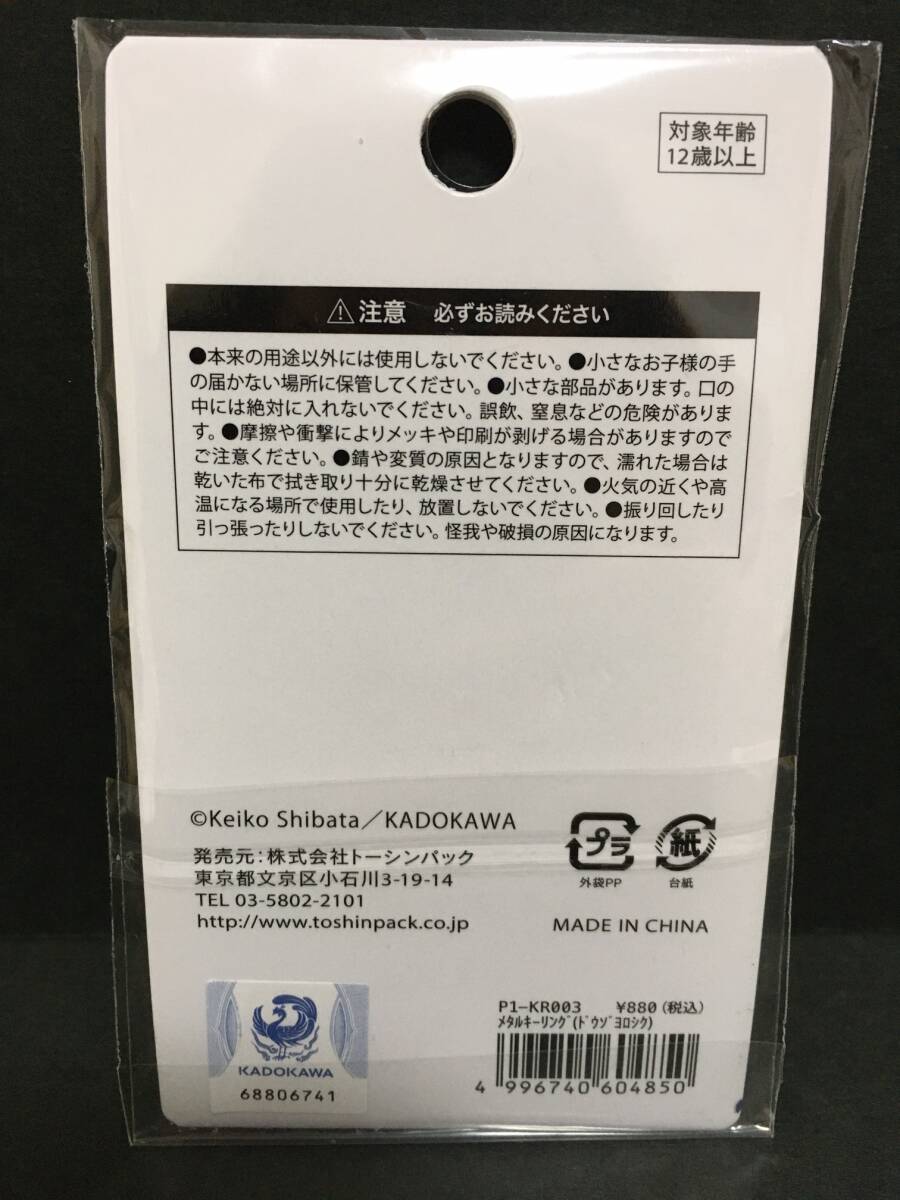 対象年齢
12歳以上
⚠注意 必ずお読みください
●本来の用途以外には使用しないでください。●小さなお子様の手
の届かない場所に保管してください。●小さな部品があります。口の
中には絶対に入れないでください。誤飲、窒息などの危険がありま
す。●摩擦や衝撃によりメッキや印刷が剥げる場合がありますので
ご注意ください。●錆や変質の原因となりますので、濡れた場合は
乾いた布で拭き取り十分に乾燥させてください。●火気の近くや高
温になる場所で使用したり、放置しないでください。●振り回したり
引っ張ったりしないでください。怪我や破損の原因になります。
©Keiko Shibata／KADOKAWA
発売元：株式会社トーシンパック
東京都文京区小石川3-19-14
TEL 03-5802-2101
http://www.toshinpack.co.jp
プラ
外袋PP
紙
台紙
MADE IN CHINA
KADOKAWA
68806741
P1-KR003 ¥880(税込)
ﾒﾀﾙｷｰﾘﾝｸﾞ(ﾄﾞｳｿﾞﾖﾛｼｸ)
4 996740 604850